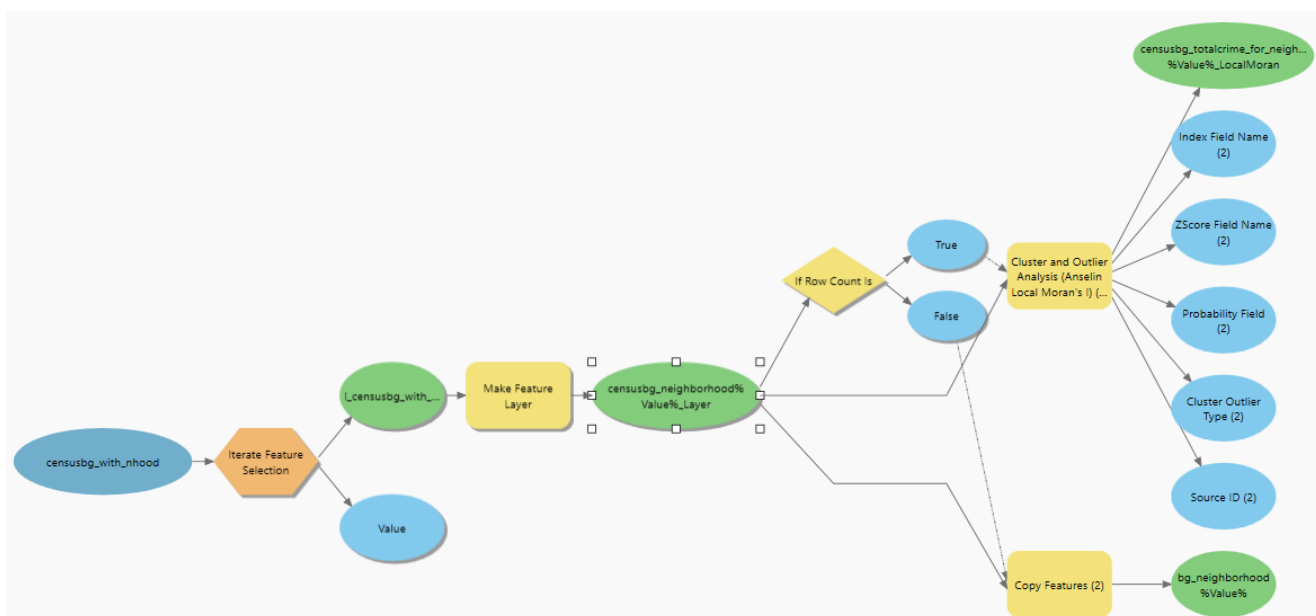 censusbg_with_nhood
Iterate Feature
Selection
l_censusbg_with_...
Value
Make Feature
Layer
censusbg_neighborhood%
Value%_Layer
If Row Count Is
True
False
Cluster and Outlier
Analysis (Anselin
Local Moran's I) (...
Copy Features (2)
censusbg_totalcrime_for_neigh...
%Value%_LocalMoran
Index Field Name
(2)
ZScore Field Name
(2)
Probability Field
(2)
Cluster Outlier
Type (2)
Source ID (2)
bg_neighborhood
%Value%